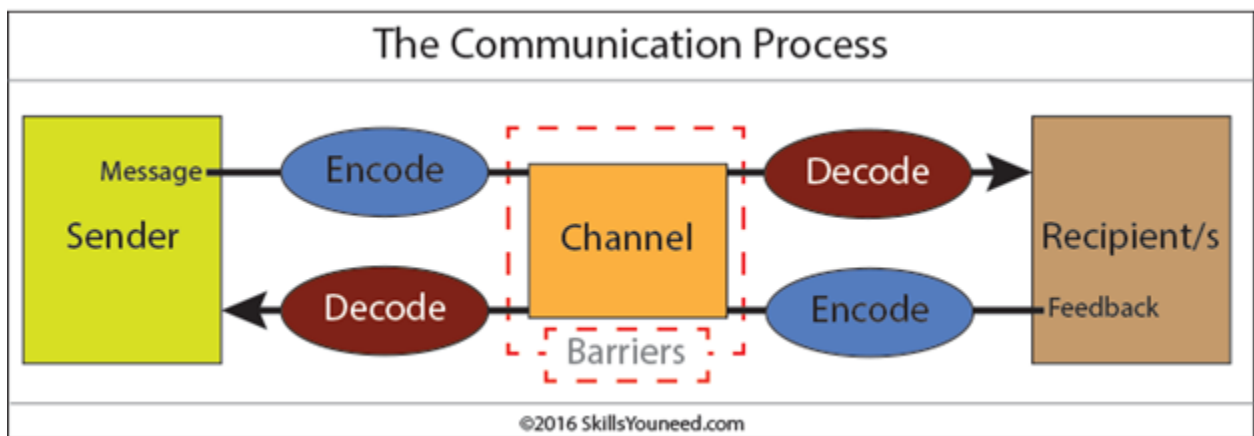 The Communication Process
Message
Encode
Decode
Sender
Channel
Recipient/s
Decode
Encode
Feedback
Barriers
©2016 SkillsYouneed.com